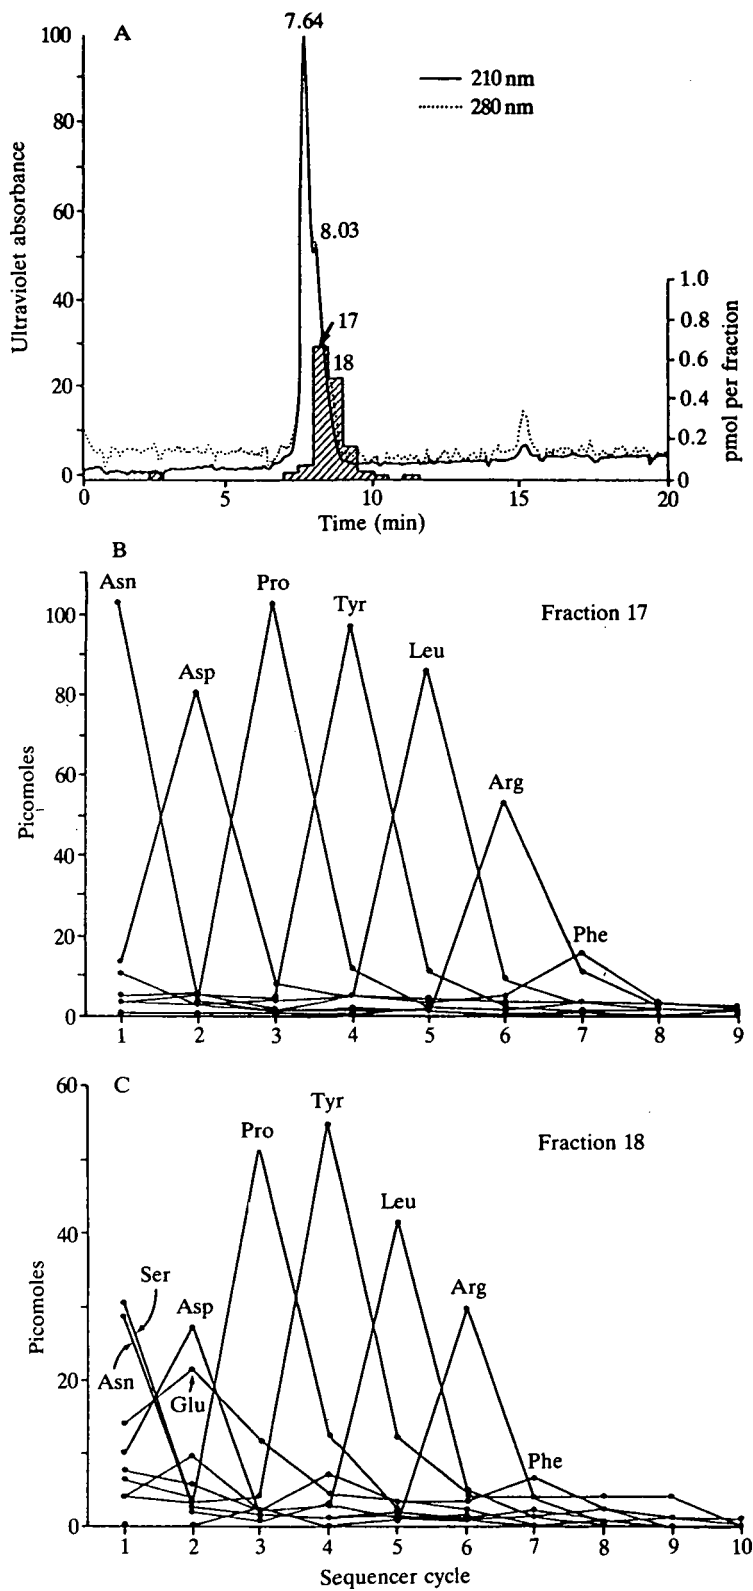 A
7.64
210 nm
280 nm
8.03
17
18
Ultraviolet absorbance
100
80
60
40
20
0
1.0
0.8
0.6
0.4
0.2
0
pmol per fraction
0 5 10 15 20
Time (min)
B
Asn
Asp
Pro
Tyr
Leu
Arg
Phe
Fraction 17
Picomoles
100
80
60
40
20
0
1 2 3 4 5 6 7 8 9
C
Ser
Asn
Asp
Glu
Pro
Tyr
Leu
Arg
Phe
Fraction 18
Picomoles
60
40
20
0
1 2 3 4 5 6 7 8 9 10
Sequencer cycle